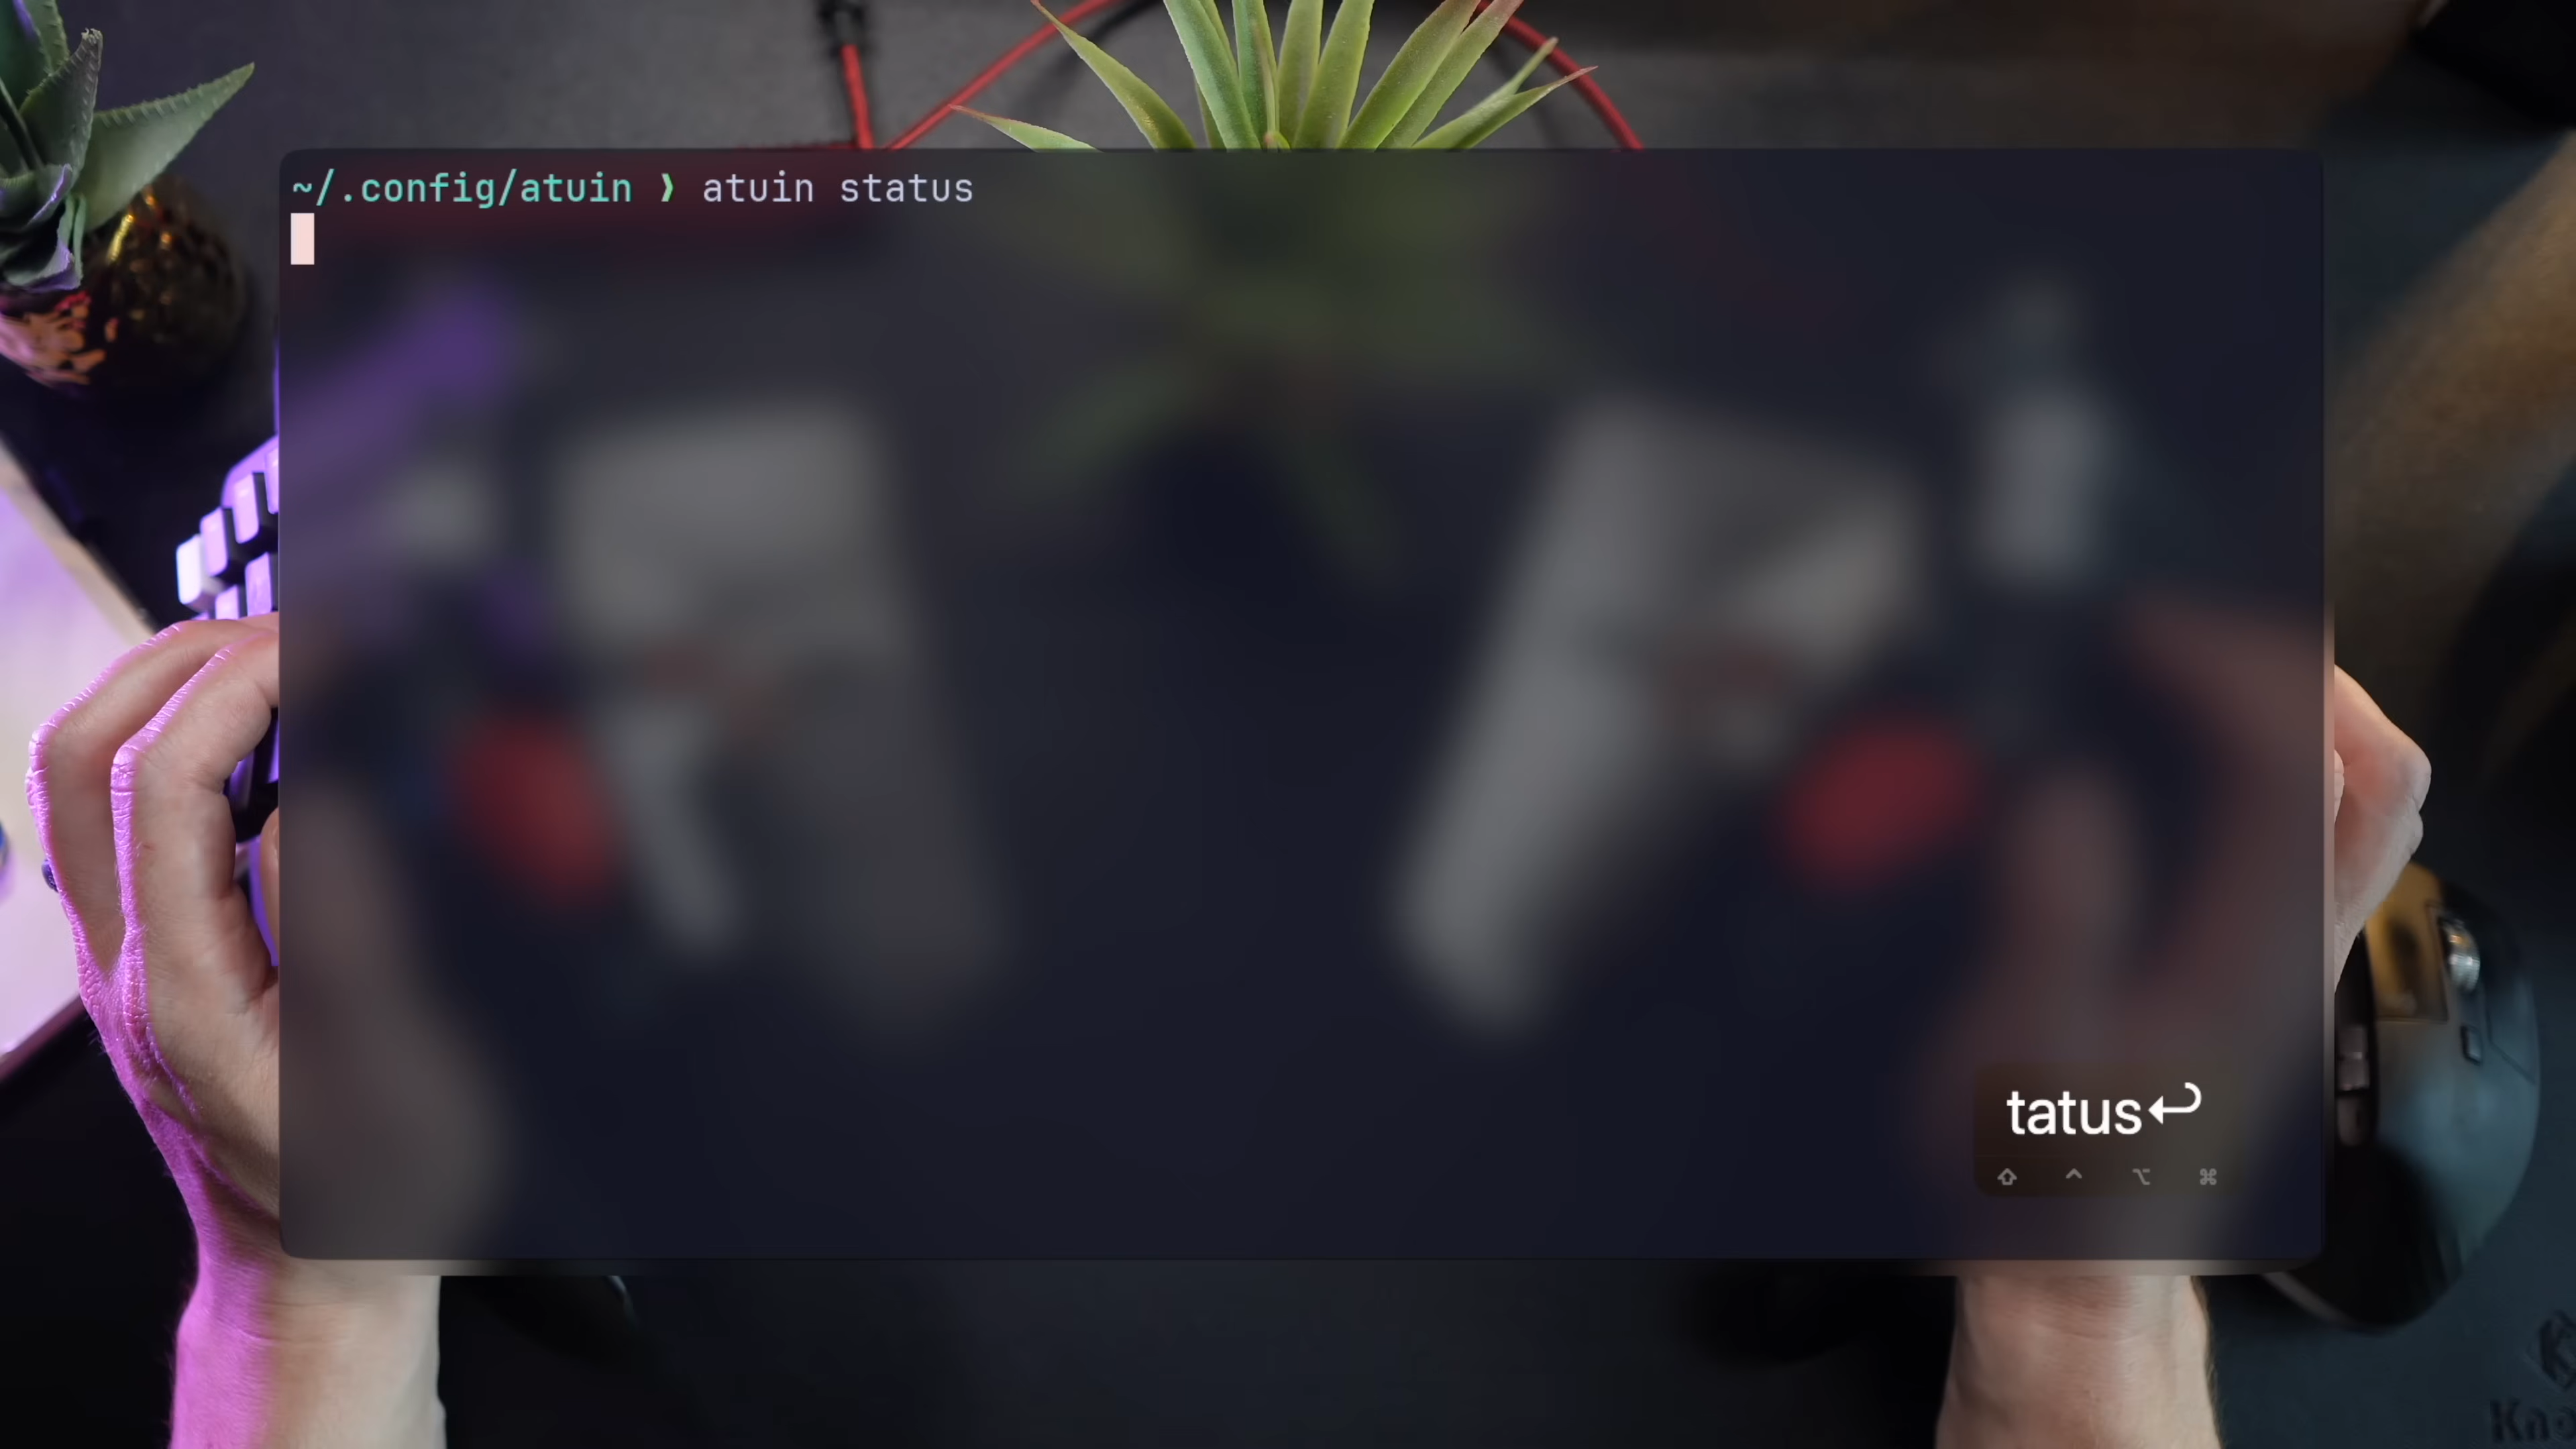 ~/.config/atuin ❯ atuin status
tatus↩
⇧ ^ ⌥ ⌘